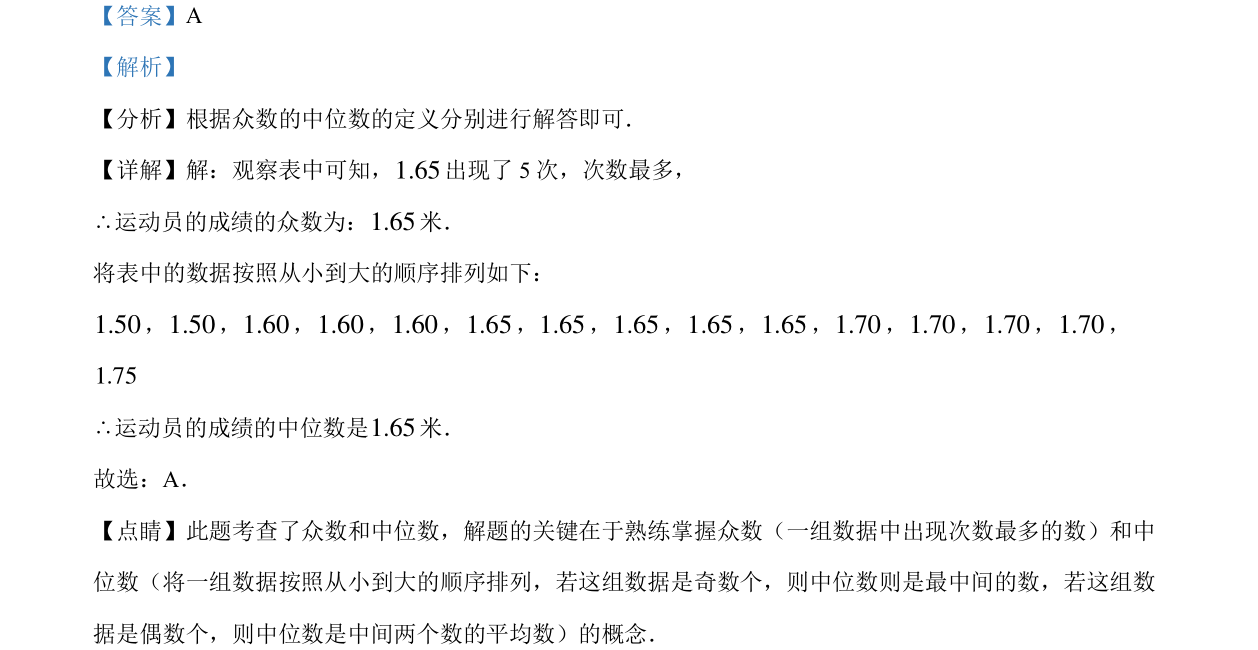 【答案】A
【解析】
【分析】根据众数的中位数的定义分别进行解答即可．
【详解】解：观察表中可知，1.65出现了5次，次数最多，
∴运动员的成绩的众数为：1.65米．
将表中的数据按照从小到大的顺序排列如下：
1.50，1.50，1.60，1.60，1.60，1.65，1.65，1.65，1.65，1.65，1.70，1.70，1.70，1.70，
1.75
∴运动员的成绩的中位数是1.65米．
故选：A．
【点睛】此题考查了众数和中位数，解题的关键在于熟练掌握众数（一组数据中出现次数最多的数）和中
位数（将一组数据按照从小到大的顺序排列，若这组数据是奇数个，则中位数则是最中间的数，若这组数
据是偶数个，则中位数是中间两个数的平均数）的概念．